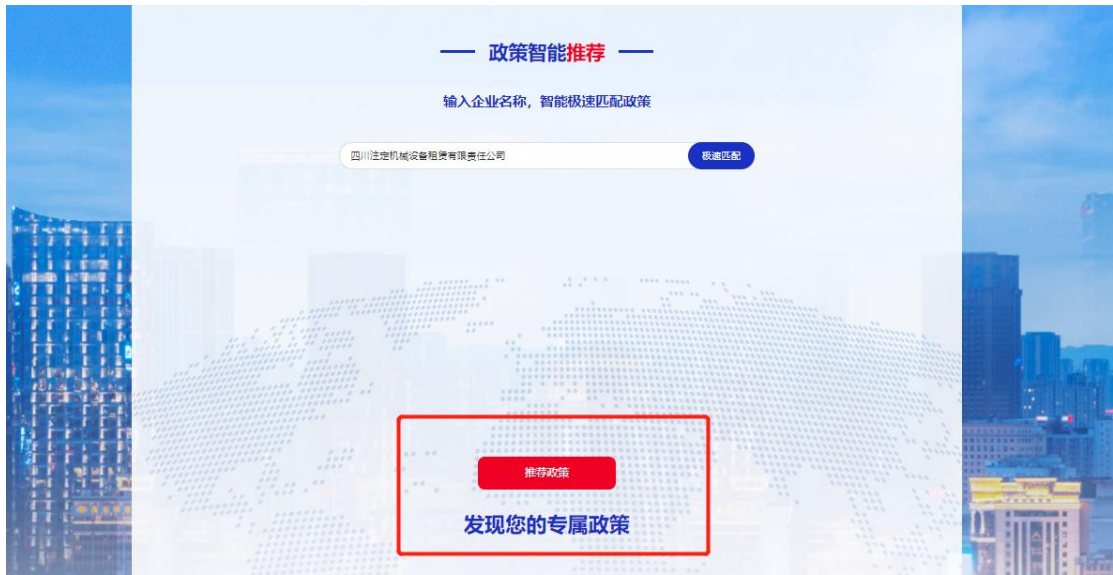 政策智能推荐
输入企业名称，智能极速匹配政策
四川注定机械设备租赁有限责任公司
极速匹配
推荐政策
发现您的专属政策